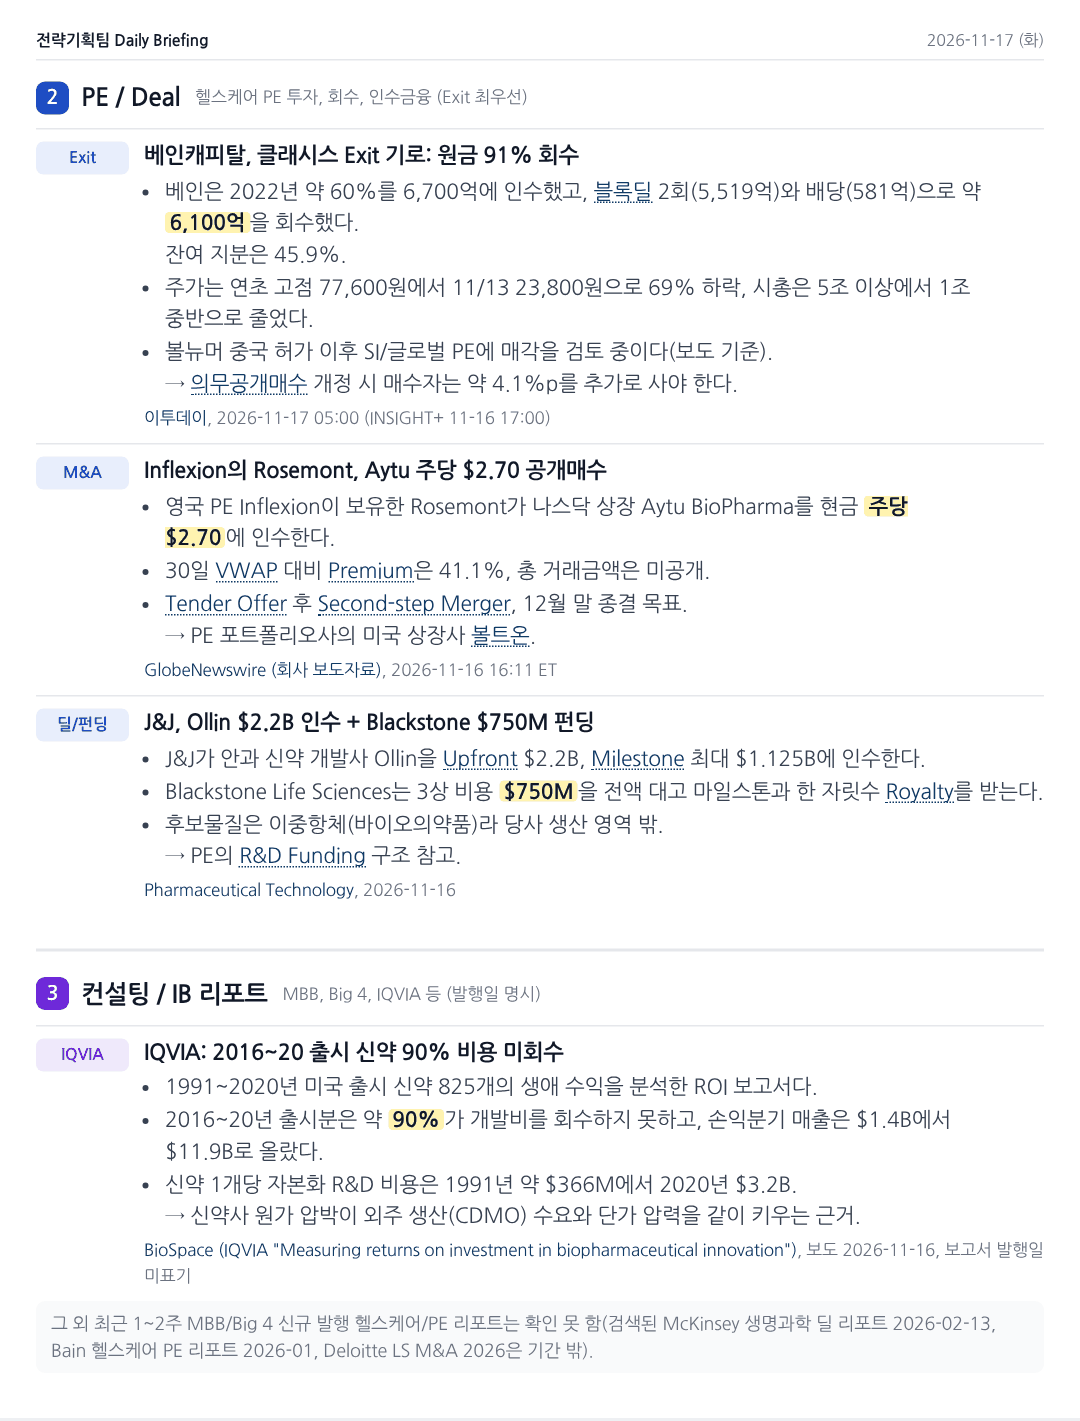 전략기획팀 Daily Briefing
2026-11-17 (화)
2 PE / Deal 헬스케어 PE 투자, 회수, 인수금융 (Exit 최우선)
Exit
베인캐피탈, 클래시스 Exit 기로: 원금 91% 회수
• 베인은 2022년 약 60%를 6,700억에 인수했고, 블록딜 2회(5,519억)와 배당(581억)으로 약
6,100억을 회수했다.
잔여 지분은 45.9%.
• 주가는 연초 고점 77,600원에서 11/13 23,800원으로 69% 하락, 시총은 5조 이상에서 1조
중반으로 줄었다.
• 볼뉴머 중국 허가 이후 SI/글로벌 PE에 매각을 검토 중이다(보도 기준).
→ 의무공개매수 개정 시 매수자는 약 4.1%p를 추가로 사야 한다.
이투데이, 2026-11-17 05:00 (INSIGHT+ 11-16 17:00)
M&A
Inflexion의 Rosemont, Aytu 주당 $2.70 공개매수
• 영국 PE Inflexion이 보유한 Rosemont가 나스닥 상장 Aytu BioPharma를 현금 주당
$2.70에 인수한다.
• 30일 VWAP 대비 Premium은 41.1%, 총 거래금액은 미공개.
• Tender Offer 후 Second-step Merger, 12월 말 종결 목표.
→ PE 포트폴리오사의 미국 상장사 볼트온.
GlobeNewswire (회사 보도자료), 2026-11-16 16:11 ET
딜/펀딩
J&J, Ollin $2.2B 인수 + Blackstone $750M 펀딩
• J&J가 안과 신약 개발사 Ollin을 Upfront $2.2B, Milestone 최대 $1.125B에 인수한다.
• Blackstone Life Sciences는 3상 비용 $750M을 전액 대고 마일스톤과 한 자릿수 Royalty를 받는다.
• 후보물질은 이중항체(바이오의약품)라 당사 생산 영역 밖.
→ PE의 R&D Funding 구조 참고.
Pharmaceutical Technology, 2026-11-16
3 컨설팅 / IB 리포트 MBB, Big 4, IQVIA 등 (발행일 명시)
IQVIA
IQVIA: 2016~20 출시 신약 90% 비용 미회수
• 1991~2020년 미국 출시 신약 825개의 생애 수익을 분석한 ROI 보고서다.
• 2016~20년 출시분은 약 90%가 개발비를 회수하지 못하고, 손익분기 매출은 $1.4B에서
$11.9B로 올랐다.
• 신약 1개당 자본화 R&D 비용은 1991년 약 $366M에서 2020년 $3.2B.
→ 신약사 원가 압박이 외주 생산(CDMO) 수요와 단가 압력을 같이 키우는 근거.
BioSpace (IQVIA "Measuring returns on investment in biopharmaceutical innovation"), 보도 2026-11-16, 보고서 발행일
미표기
그 외 최근 1~2주 MBB/Big 4 신규 발행 헬스케어/PE 리포트는 확인 못 함(검색된 McKinsey 생명과학 딜 리포트 2026-02-13,
Bain 헬스케어 PE 리포트 2026-01, Deloitte LS M&A 2026은 기간 밖).